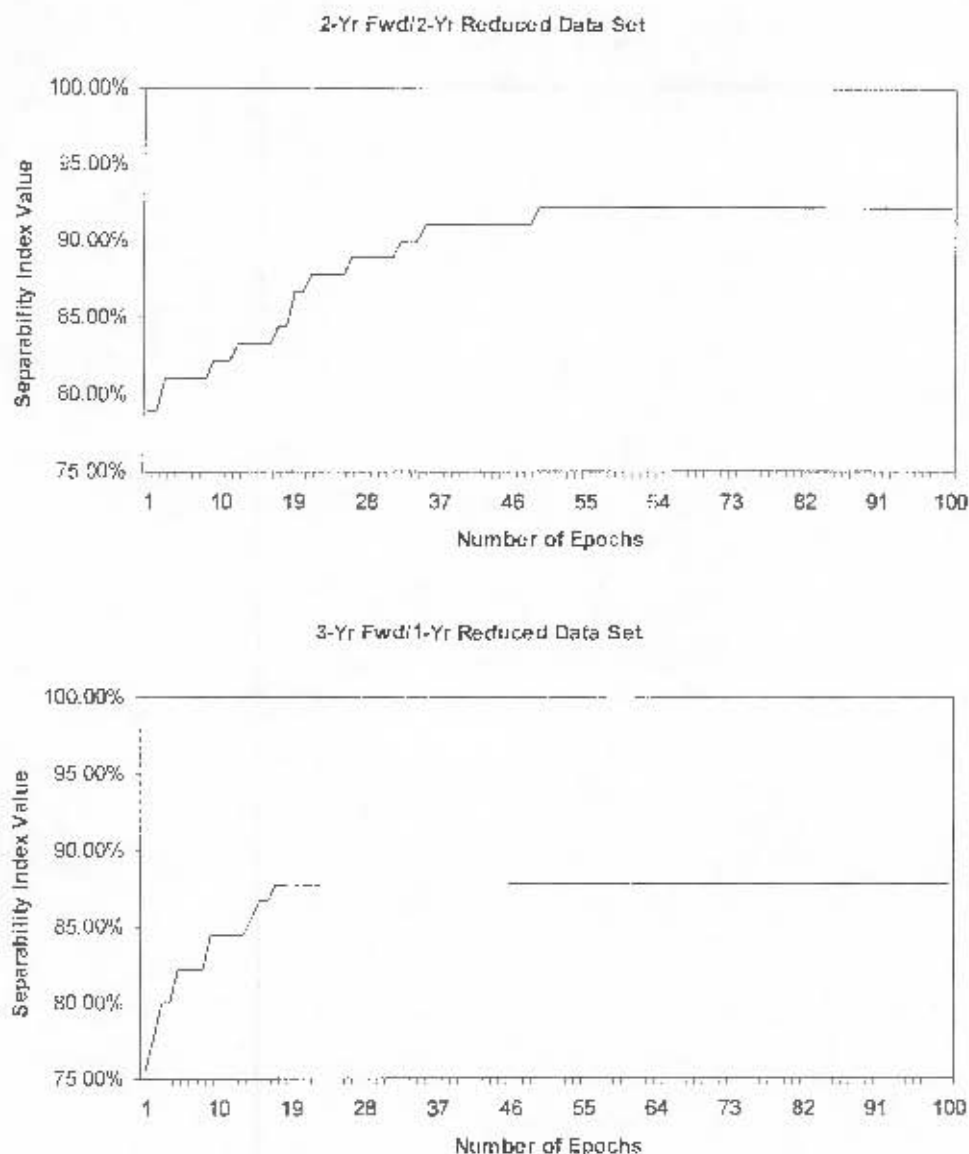 2-Yr Fwd/2-Yr Reduced Data Set
100.00%
95.00%
90.00%
85.00%
80.00%
75.00%
Separability Index Value
1 10 19 28 37 46 55 64 73 82 91 100
Number of Epochs
3-Yr Fwd/1-Yr Reduced Data Set
100.00%
95.00%
90.00%
85.00%
80.00%
75.00%
Separability Index Value
1 10 19 28 37 46 55 64 73 82 91 100
Number of Epochs